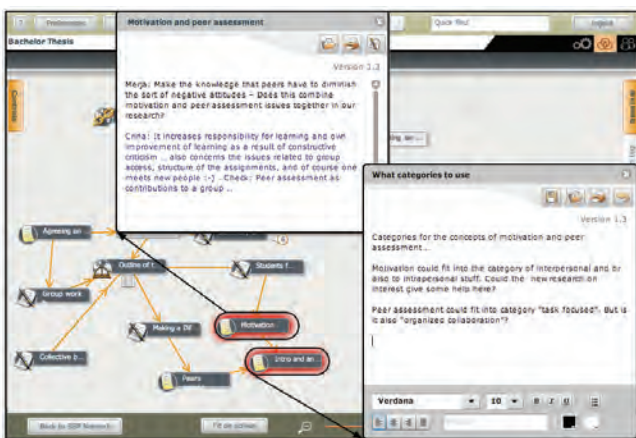 ?
Preferences
Quick find
Logout
Bachelor Thesis
Motivation and peer assessment
Version 1.3
Merja: Make the knowledge that peers have to diminish
the sort of negative attitudes – Does this combine
motivation and peer assessment issues together in our
research?
Crina: It increases responsibility for learning and own
improvement of learning as a result of constructive
criticism .. also concerns the issues related to group
access, structure of the assignments, and of course one
meets new people :-) . Check: Peer assessment as
contributions to a group ..
What categories to use
Version 1.3
Categories for the concepts of motivation and peer
assessment..
Motivation could fit into the category of interpersonal and or
also to intrapersonal stuff. Could the new research on
interest give some help here?
Peer assessment could fit into category "task focused". But is
it also "organized collaboration"?
Verdana 10 B I U
Agreeing on
Outline of t...
Students f...
Group work
Making a DF
Motivation
Collective b...
Intro and an...
Peers
Fit on screen